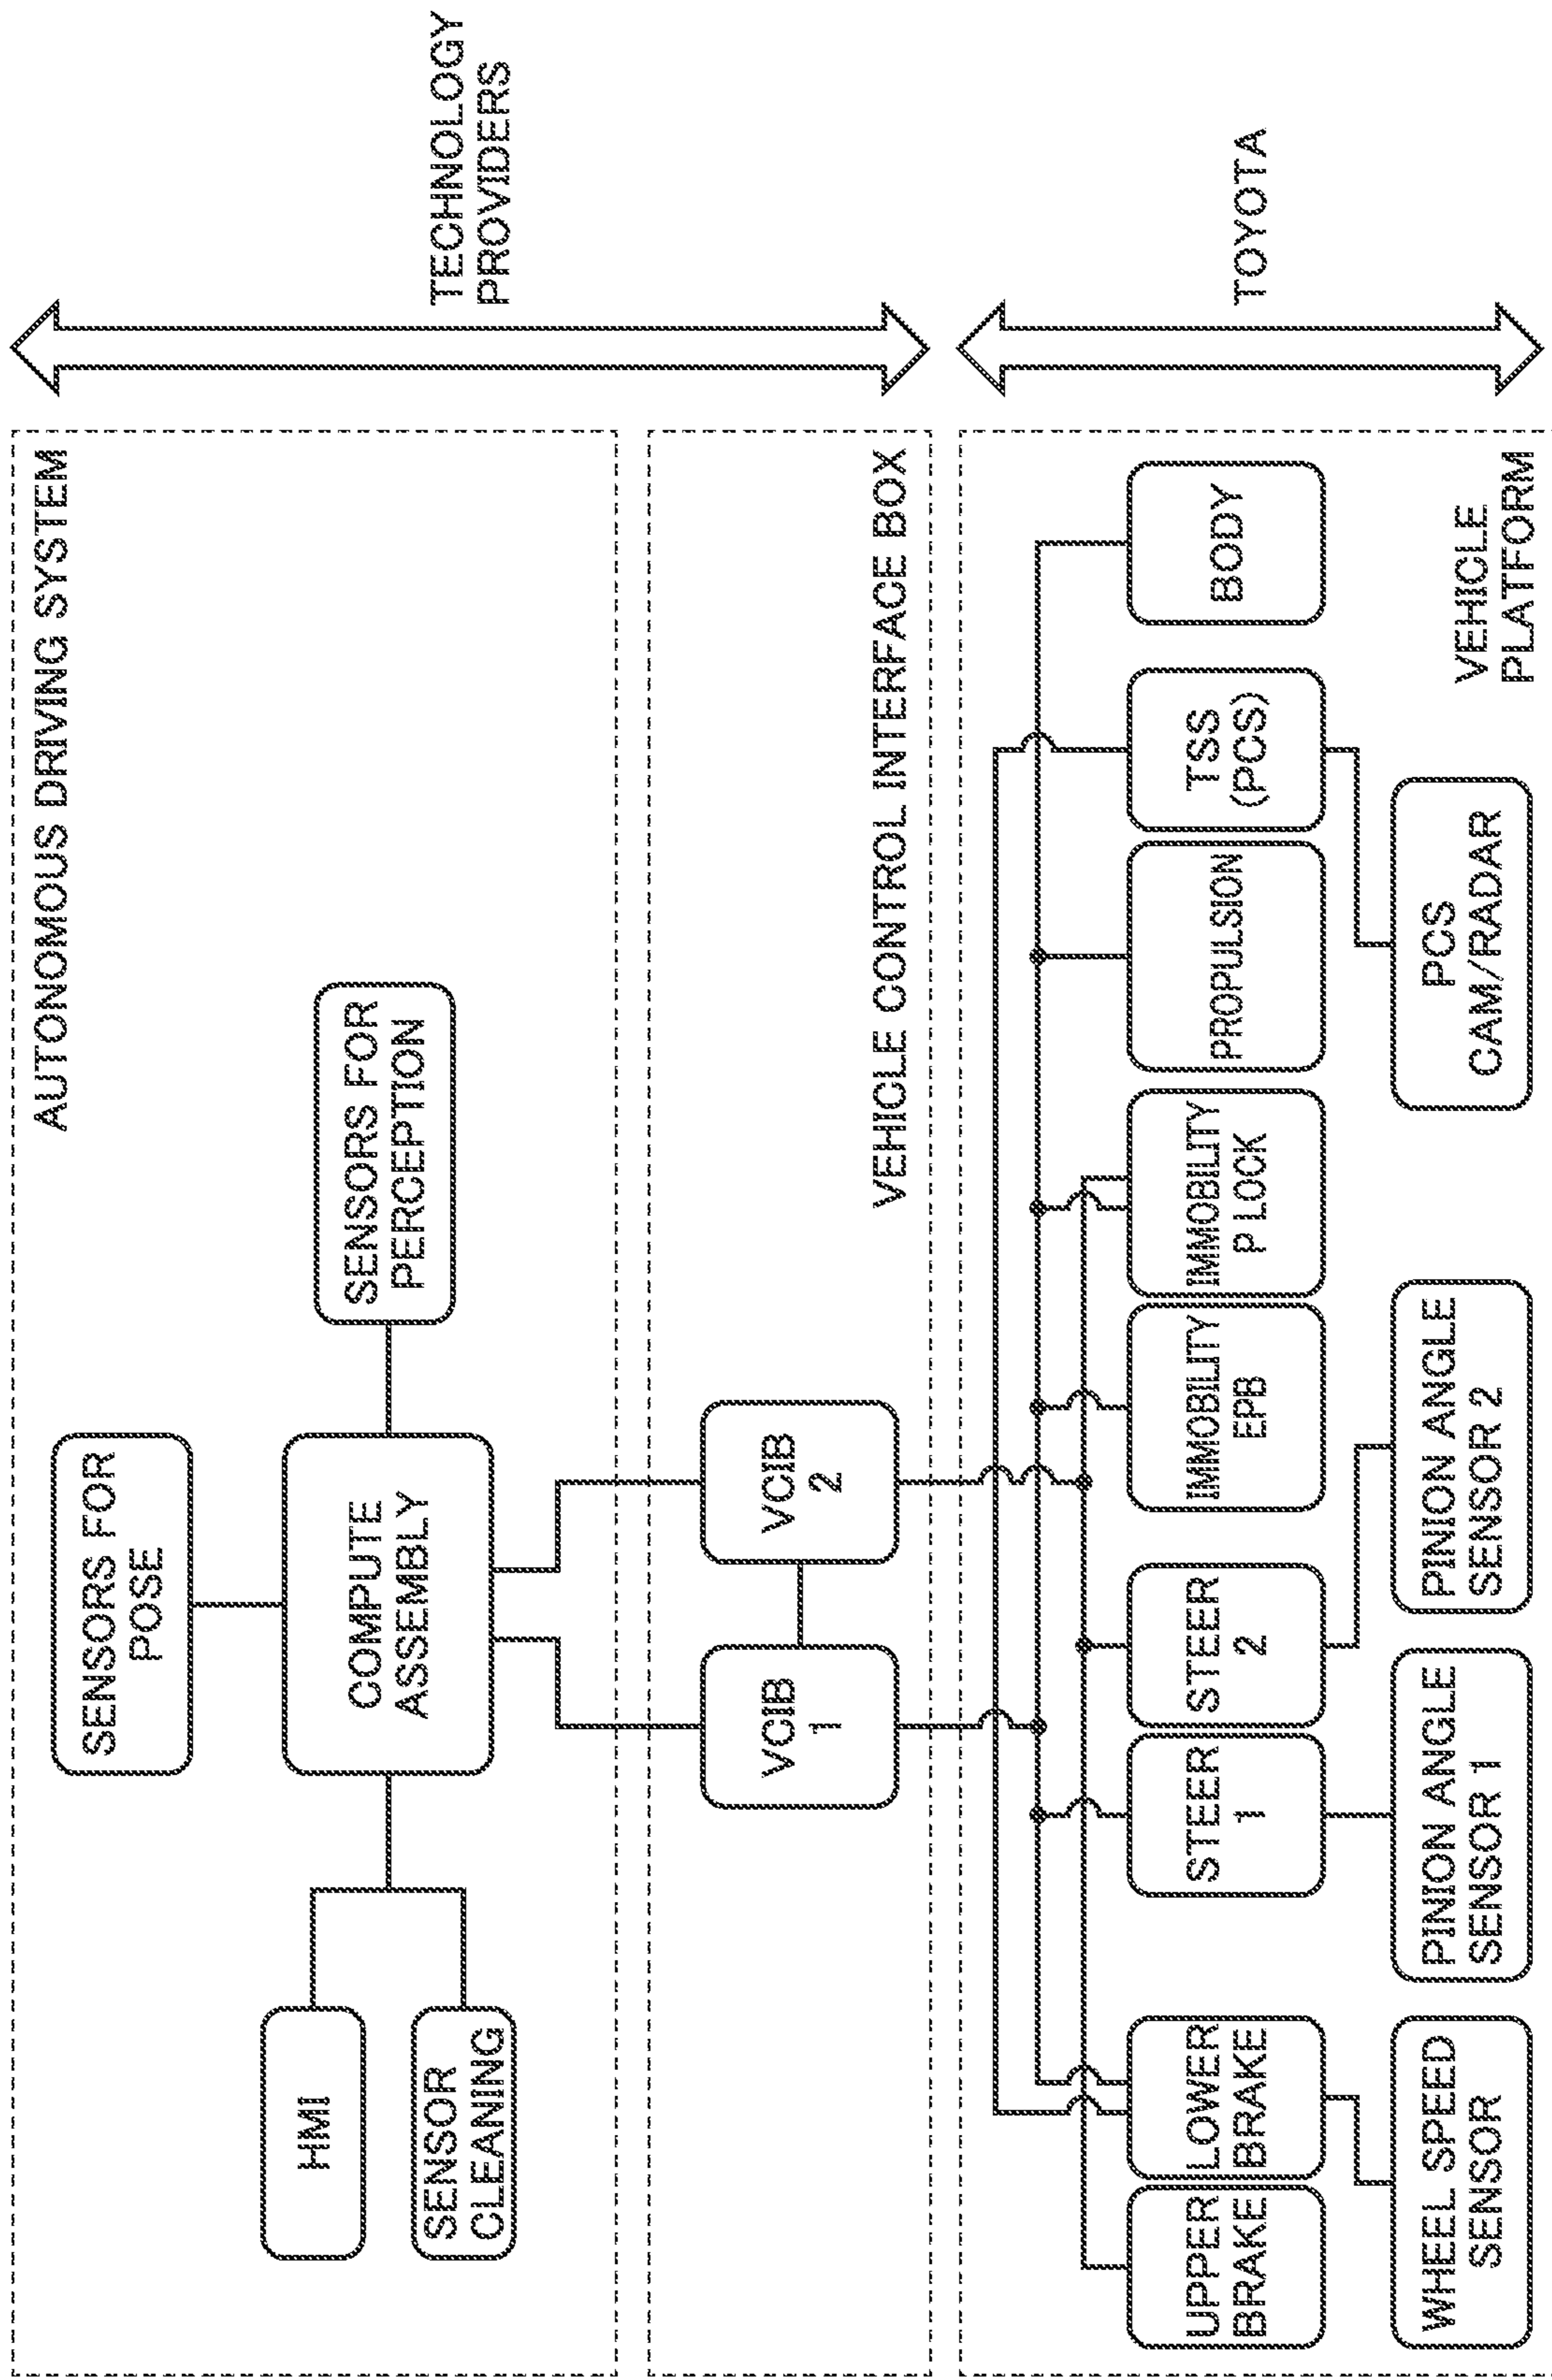 AUTONOMOUS DRIVING SYSTEM
SENSORS FOR
POSE
HMI
SENSOR
CLEANING
COMPUTE
ASSEMBLY
SENSORS FOR
PERCEPTION
TECHNOLOGY
PROVIDERS
VCIB
1
VCIB
2
VEHICLE CONTROL INTERFACE BOX
UPPER
BRAKE
LOWER
BRAKE
STEER
1
STEER
2
IMMOBILITY
EPB
IMMOBILITY
P LOCK
PROPULSION
TSS
(PCS)
BODY
TOYOTA
WHEEL SPEED
SENSOR
PINION ANGLE
SENSOR 1
PINION ANGLE
SENSOR 2
PCS
CAM/RADAR
VEHICLE
PLATFORM